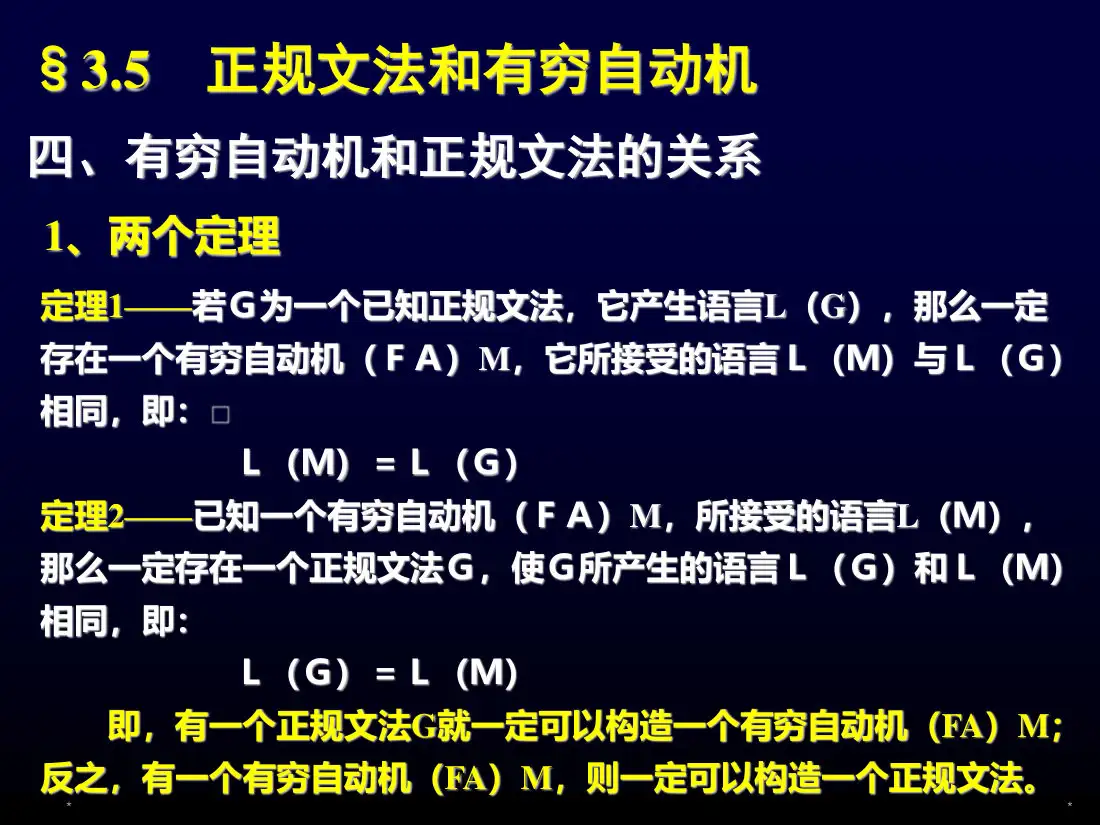 §3.5 正规文法和有穷自动机
四、有穷自动机和正规文法的关系
1、两个定理
定理1——若G为一个已知正规文法，它产生语言L（G），那么一定
存在一个有穷自动机（ＦＡ）M，它所接受的语言Ｌ（M）与Ｌ（G）
相同，即：□
Ｌ（M）＝Ｌ（G）
定理2——已知一个有穷自动机（ＦＡ）M，所接受的语言L（M），
那么一定存在一个正规文法Ｇ，使Ｇ所产生的语言Ｌ（G）和Ｌ（M）
相同，即：
Ｌ（G）＝Ｌ（M）
即，有一个正规文法G就一定可以构造一个有穷自动机（FA）M；
反之，有一个有穷自动机（FA）M，则一定可以构造一个正规文法。
* *